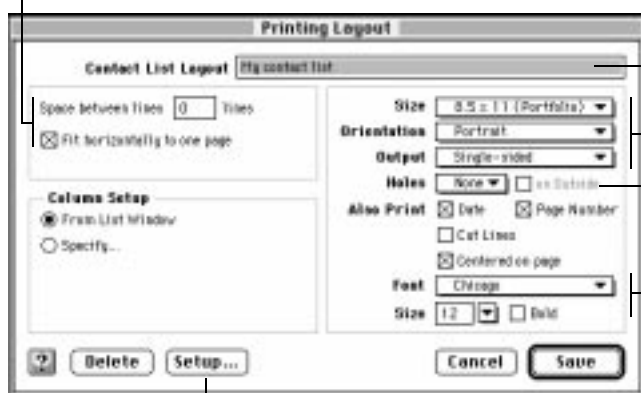 Printing Layout
Contact List Layout My contact list
Space between lines 0 lines
Fit horizontally to one page
Column Setup
From List Window
Specify...
Size 8.5 x 11 (Portfolio)
Orientation Portrait
Output Single-sided
Holes None on Outside
Also Print Date Page Number
Cut Lines
Centered on page
Font Chicago
Size 12 Bold
? Delete Setup... Cancel Save